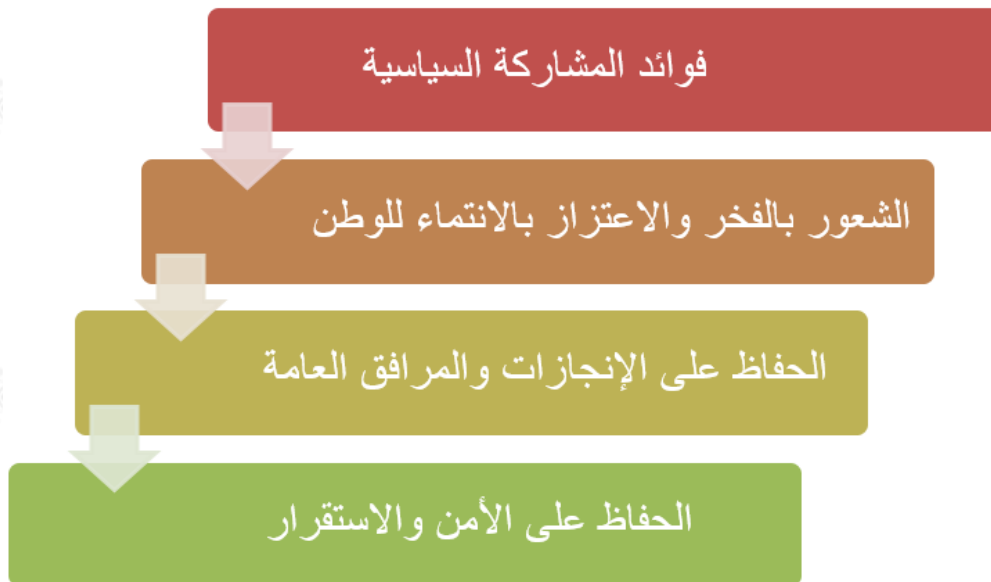 فوائد المشاركة السياسية
الشعور بالفخر والاعتزاز بالانتماء للوطن
الحفاظ على الإنجازات والمرافق العامة
الحفاظ على الأمن والاستقرار